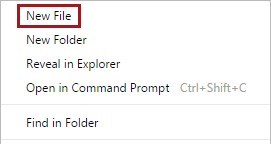 New File
New Folder
Reveal in Explorer
Open in Command Prompt Ctrl+Shift+C
Find in Folder